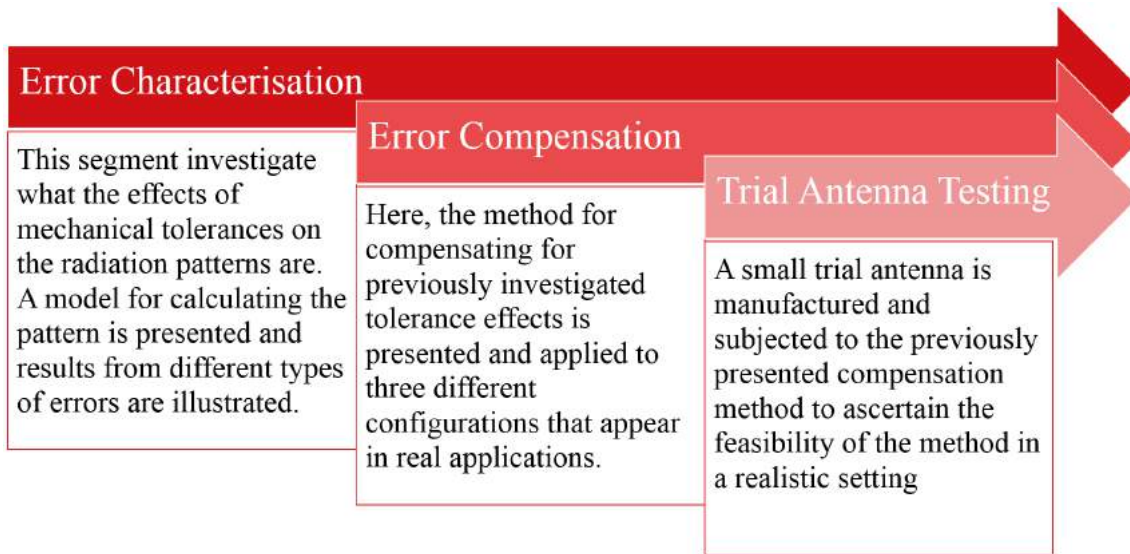 Error Characterisation
This segment investigate
what the effects of
mechanical tolerances on
the radiation patterns are.
A model for calculating the
pattern is presented and
results from different types
of errors are illustrated.
Error Compensation
Here, the method for
compensating for
previously investigated
tolerance effects is
presented and applied to
three different
configurations that appear
in real applications.
Trial Antenna Testing
A small trial antenna is
manufactured and
subjected to the previously
presented compensation
method to ascertain the
feasibility of the method in
a realistic setting